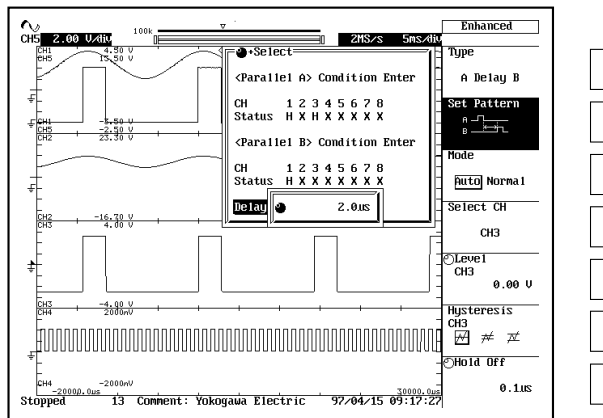 100k
CH5 2.00 V/div
2MS/s 5ms/div
Enhanced
CH1 4.50 V
CH5 15.50 V
+Select
<Parallel A> Condition Enter
CH 1 2 3 4 5 6 7 8
Status H X H X X X X X
<Parallel B> Condition Enter
CH 1 2 3 4 5 6 7 8
Status H X X X X X X X
Delay 2.0us
Type
A Delay B
Set Pattern
A
B
Mode
Auto Normal
Select CH
CH3
Level
CH3
0.00 V
Hysteresis
CH3
Hold Off
0.1us
CH1 -3.50 V
CH5 -2.50 V
CH2 23.30 V
CH2 -16.70 V
CH3 4.00 V
CH3 -4.00 V
CH4 2000mV
CH4 -2000mV
-20000.0us 30000.0us
Stopped 13 Comment: Yokogawa Electric 97/04/15 09:17:27